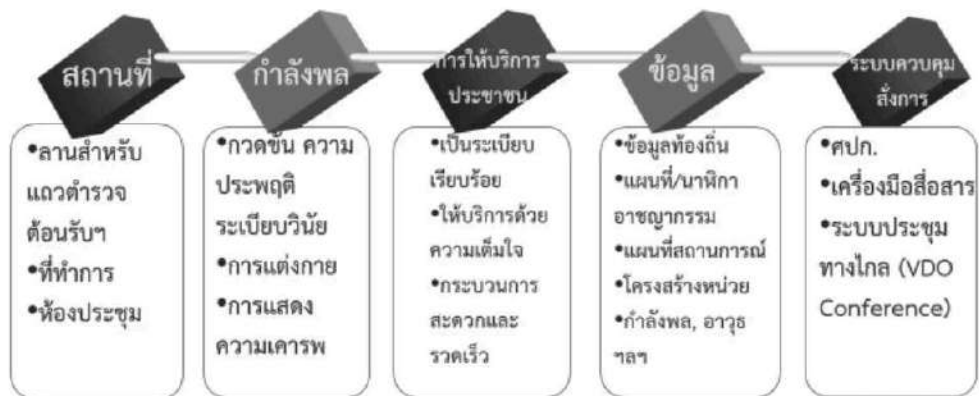 สถานที่
•ลานสำหรับ
แถวตำรวจ
ต้อนรับฯ
•ที่ทำการ
•ห้องประชุม
กำลังพล
•กวดขัน ความ
ประพฤติ
ระเบียบวินัย
•การแต่งกาย
•การแสดง
ความเคารพ
การให้บริการ
ประชาชน
•เป็นระเบียบ
เรียบร้อย
•ให้บริการด้วย
ความเต็มใจ
•กระบวนการ
สะดวกและ
รวดเร็ว
ข้อมูล
•ข้อมูลท้องถิ่น
•แผนที่/นาฬิกา
อาชญากรรม
•แผนที่สถานการณ์
•โครงสร้างหน่วย
•กำลังพล, อาวุธ
ฯลฯ
ระบบควบคุม
สั่งการ
•ศปก.
•เครื่องมือสื่อสาร
•ระบบประชุม
ทางไกล (VDO
Conference)